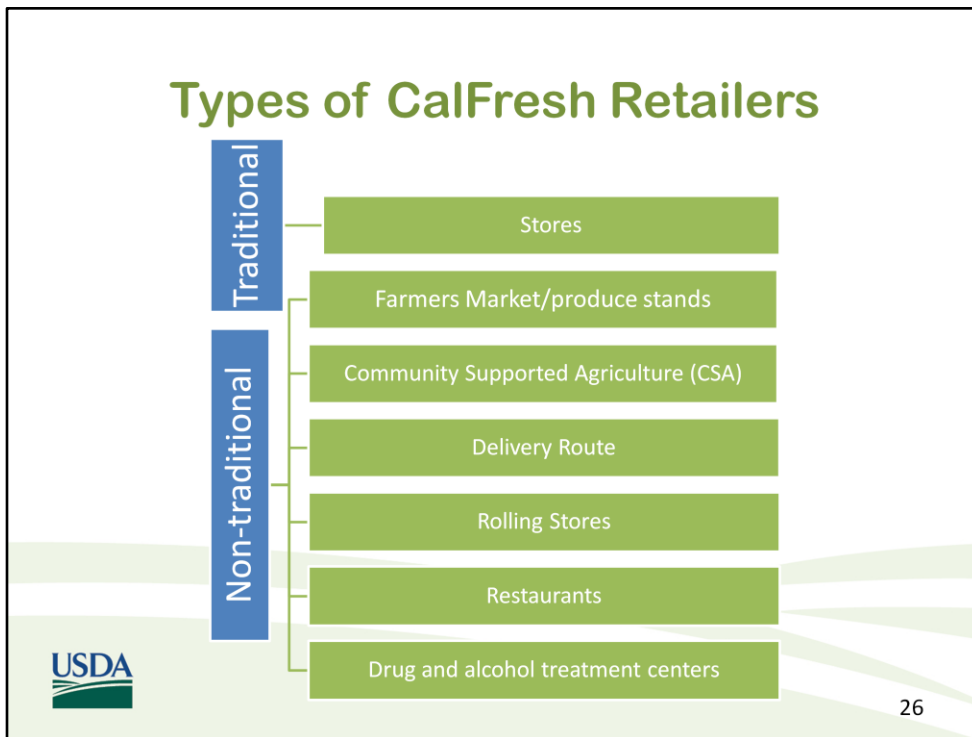 Types of CalFresh Retailers
Traditional
Stores
Non-traditional
Farmers Market/produce stands
Community Supported Agriculture (CSA)
Delivery Route
Rolling Stores
Restaurants
Drug and alcohol treatment centers
USDA
26